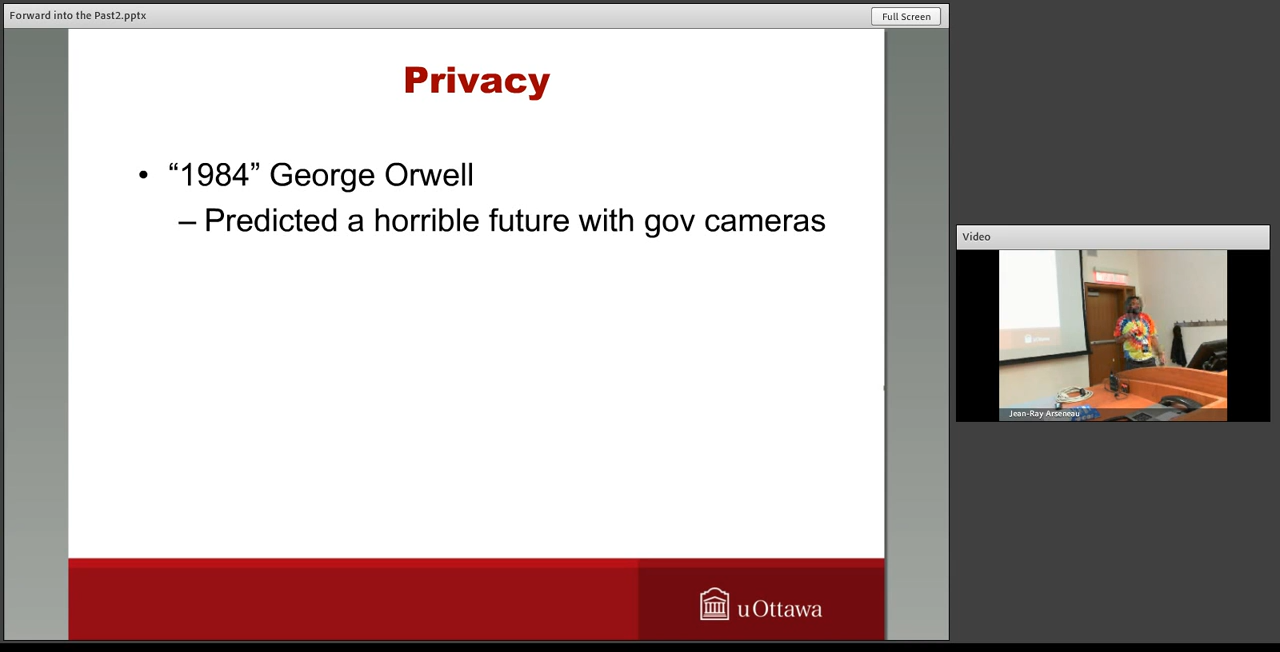 Forward into the Past2.pptx
Full Screen
Privacy
• “1984” George Orwell
– Predicted a horrible future with gov cameras
uOttawa
Video
uOttawa
Jean-Ray Arseneau